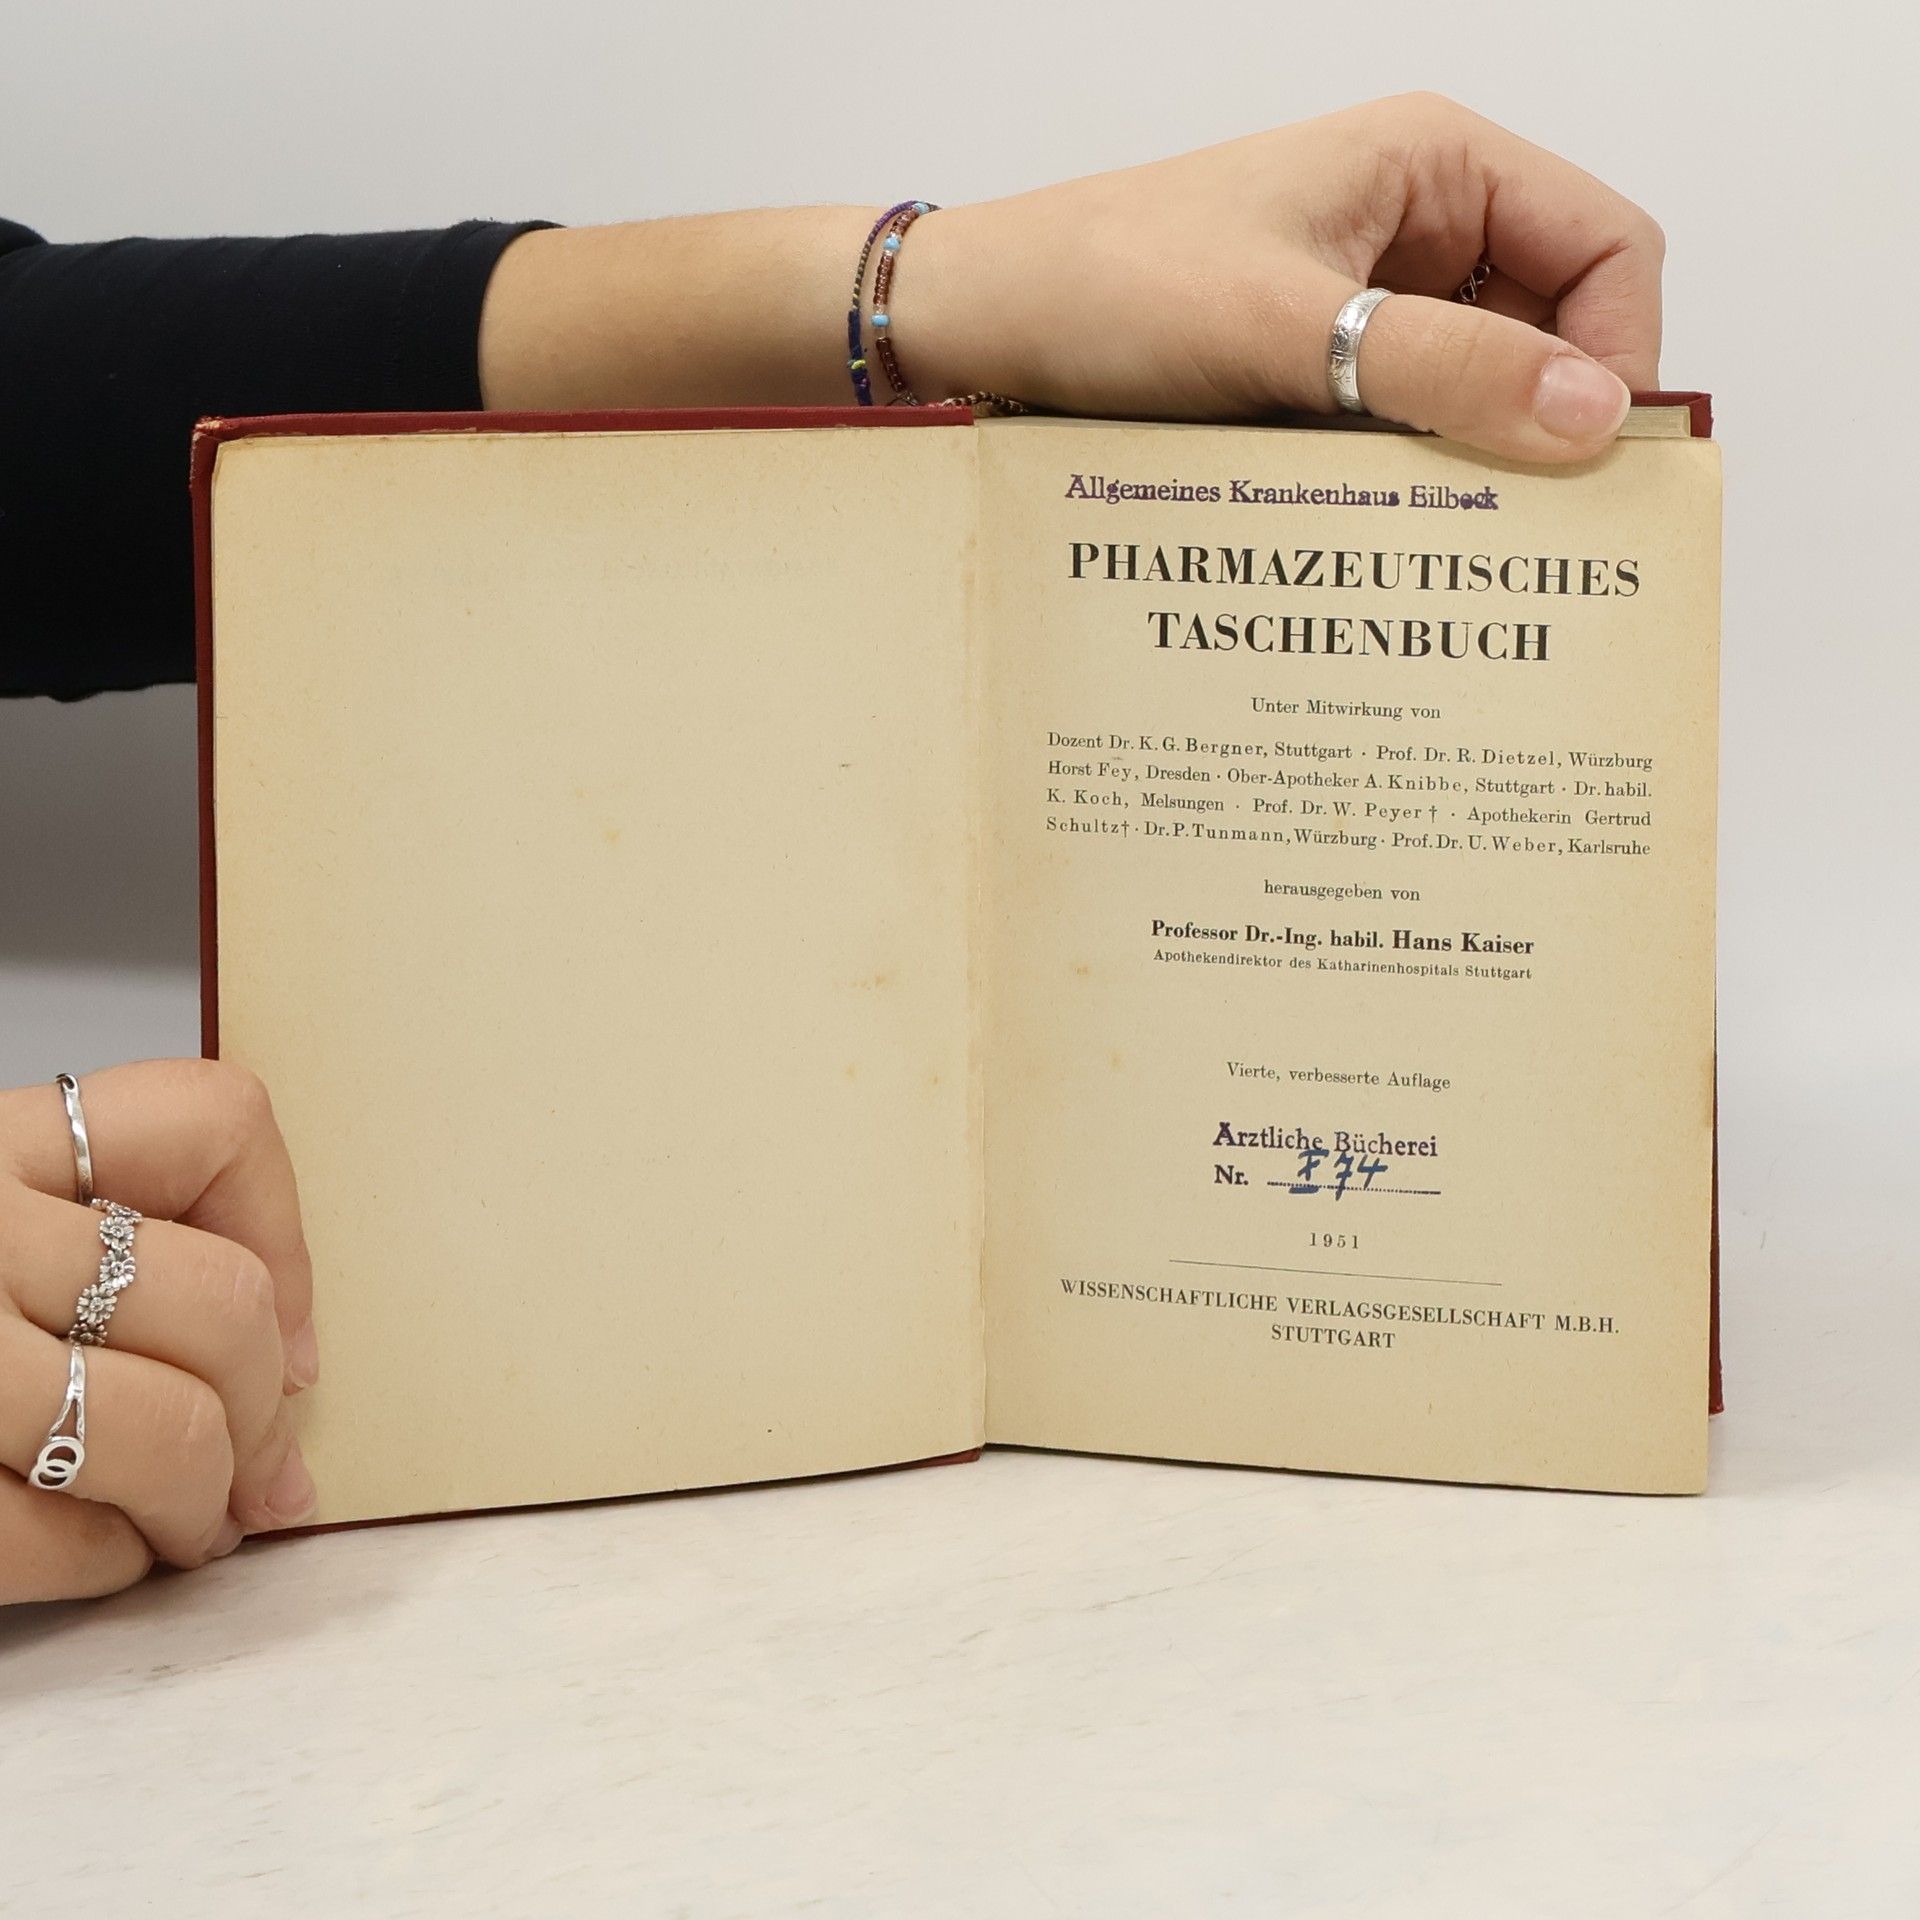 Allgemeines Krankenhaus Eilbeck
PHARMAZEUTISCHES
TASCHENBUCH
Unter Mitwirkung von
Dozent Dr. K. G. Bergner, Stuttgart · Prof. Dr. R. Dietzel, Würzburg
Horst Fey, Dresden · Ober-Apotheker A. Knibbe, Stuttgart · Dr. habil.
K. Koch, Melsungen · Prof. Dr. W. Peyer † · Apothekerin Gertrud
Schultz† · Dr. P. Tunmann, Würzburg · Prof. Dr. U. Weber, Karlsruhe
herausgegeben von
Professor Dr.-Ing. habil. Hans Kaiser
Apothekendirektor des Katharinenhospitals Stuttgart
Vierte, verbesserte Auflage
Ärztliche Bücherei
Nr. 74
1951
WISSENSCHAFTLICHE VERLAGSGESELLSCHAFT M.B.H.
STUTTGART